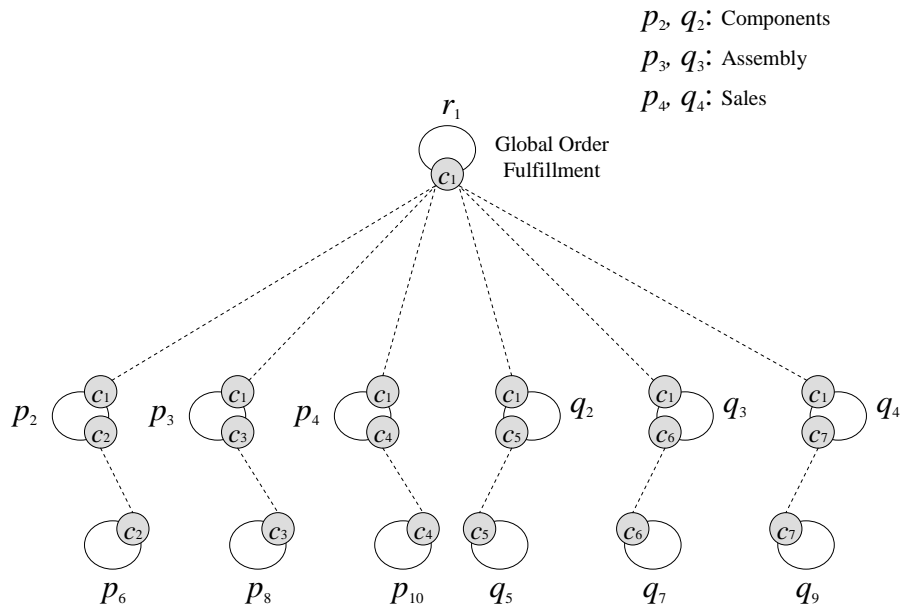 p₂, q₂: Components
p₃, q₃: Assembly
p₄, q₄: Sales
r₁
Global Order
Fulfillment
c₁
c₁ c₁ c₁ c₁ c₁ c₁
p₂ p₃ p₄ q₂ q₃ q₄
c₂ c₃ c₄ c₅ c₆ c₇
c₂ c₃ c₄ c₅ c₆ c₇
p₆ p₈ p₁₀ q₅ q₇ q₉